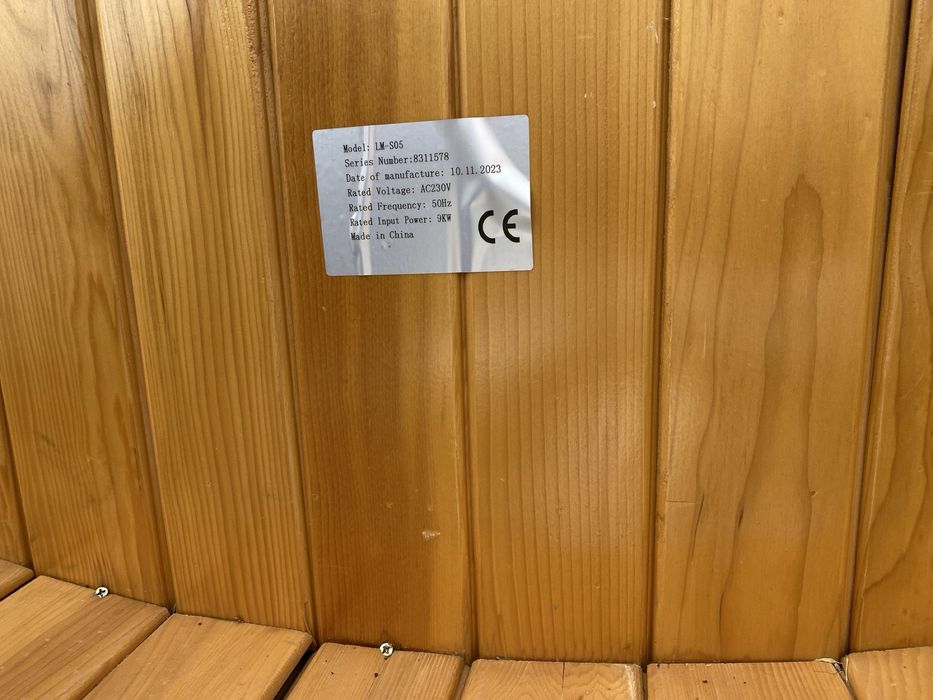 Model: LM-S05
Series Number:8311578
Date of manufacture: 10.11.2023
Rated Voltage: AC230V
Rated Frequency: 50Hz
Rated Input Power: 9KW
Made in China
CE